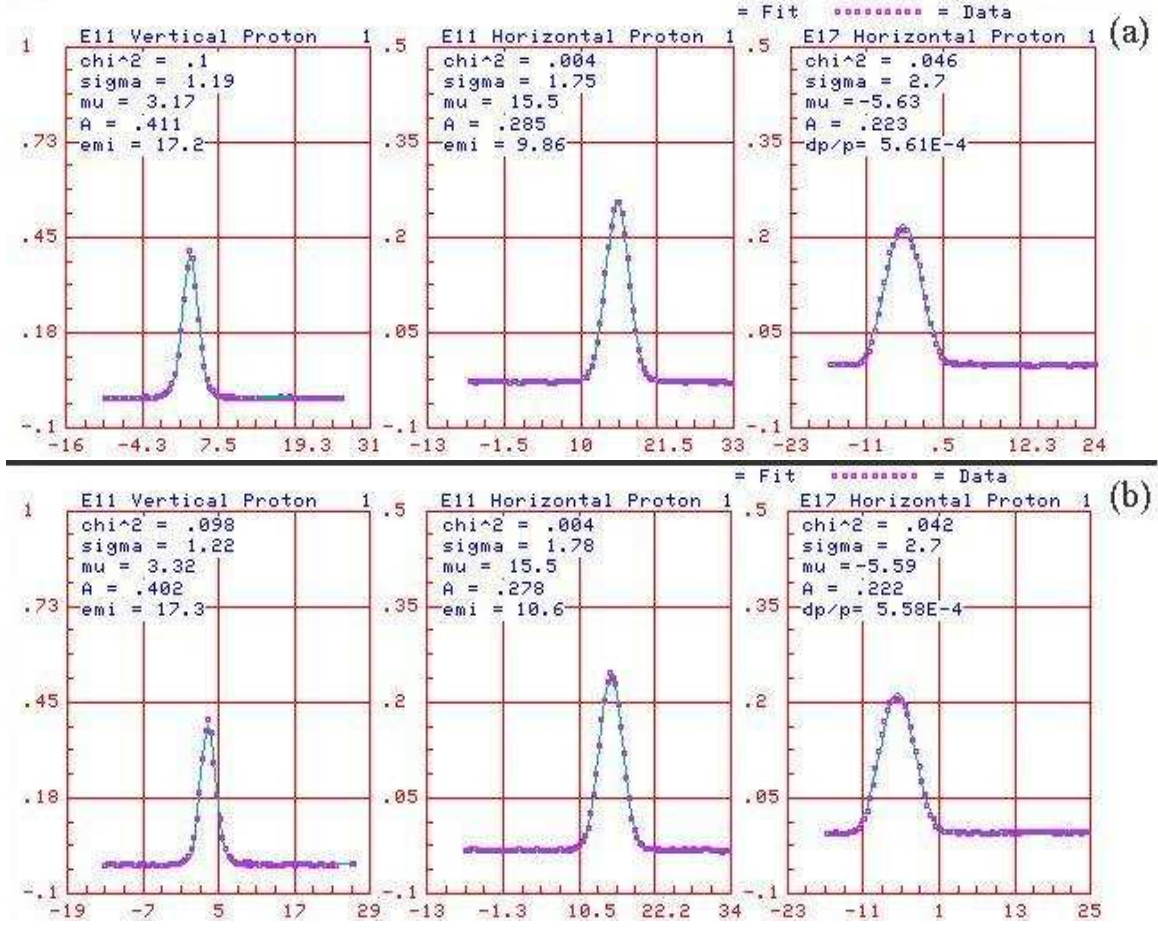 = Fit = Data
(a)
E11 Vertical Proton 1
chi^2 = .1
sigma = 1.19
mu = 3.17
A = .411
emi = 17.2
1
.73
.45
.18
-.1
-16 -4.3 7.5 19.3 31
E11 Horizontal Proton 1
chi^2 = .004
sigma = 1.75
mu = 15.5
A = .285
emi = 9.86
.5
.35
.2
.05
-.1
-13 -1.5 10 21.5 33
E17 Horizontal Proton 1
chi^2 = .046
sigma = 2.7
mu =-5.63
A = .223
dp/p= 5.61E-4
.5
.35
.2
.05
-.1
-23 -11 .5 12.3 24
= Fit = Data
(b)
E11 Vertical Proton 1
chi^2 = .098
sigma = 1.22
mu = 3.32
A = .402
emi = 17.3
1
.73
.45
.18
-.1
-19 -7 5 17 29
E11 Horizontal Proton 1
chi^2 = .004
sigma = 1.78
mu = 15.5
A = .278
emi = 10.6
.5
.35
.2
.05
-.1
-13 -1.3 10.5 22.2 34
E17 Horizontal Proton 1
chi^2 = .042
sigma = 2.7
mu =-5.59
A = .222
dp/p= 5.58E-4
.5
.35
.2
.05
-.1
-23 -11 1 13 25